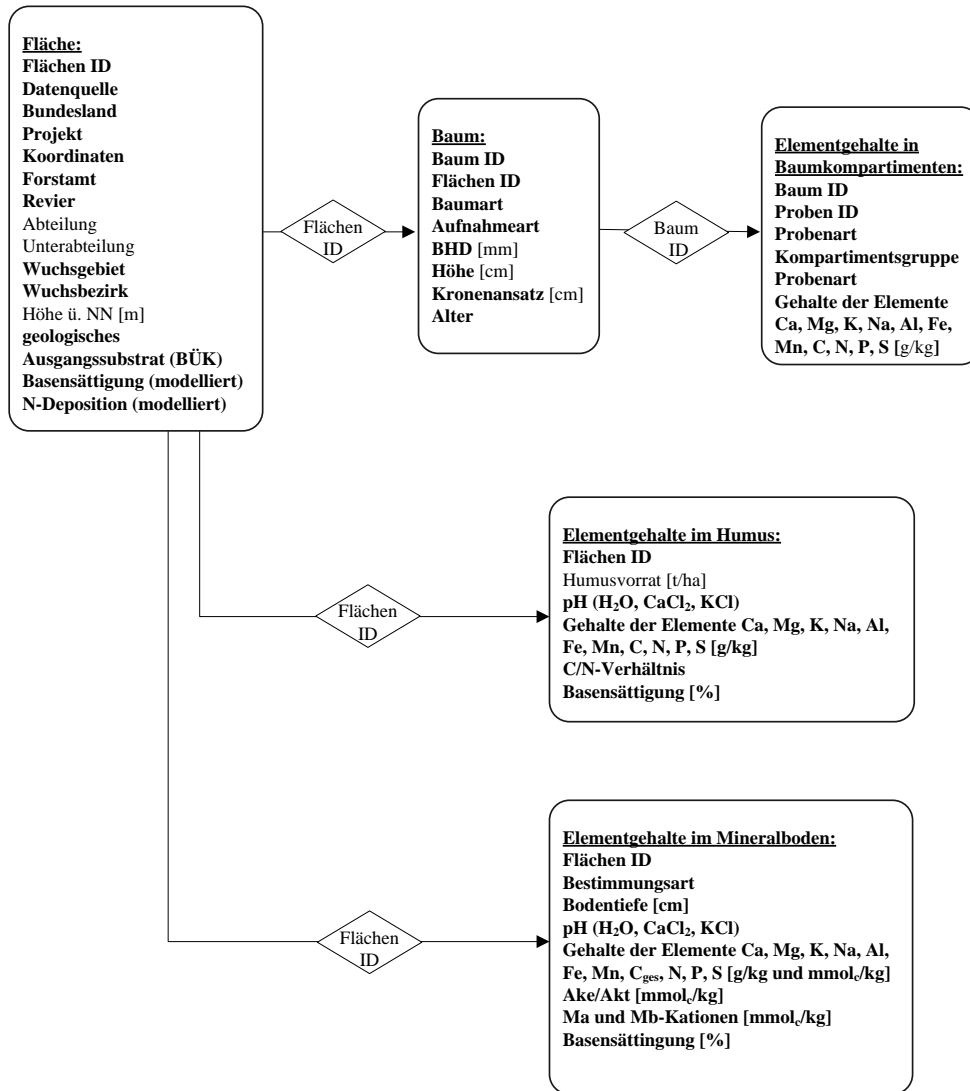 Fläche:
Flächen ID
Datenquelle
Bundesland
Projekt
Koordinaten
Forstamt
Revier
Abteilung
Unterabteilung
Wuchsgebiet
Wuchsbezirk
Höhe ü. NN [m]
geologisches
Ausgangssubstrat (BÜK)
Basensättigung (modelliert)
N-Deposition (modelliert)
Flächen
ID
Baum:
Baum ID
Flächen ID
Baumart
Aufnahmeart
BHD [mm]
Höhe [cm]
Kronenansatz [cm]
Alter
Baum
ID
Elementgehalte in
Baumkompartimenten:
Baum ID
Proben ID
Probenart
Kompartimentsgruppe
Probenart
Gehalte der Elemente
Ca, Mg, K, Na, Al, Fe,
Mn, C, N, P, S [g/kg]
Flächen
ID
Elementgehalte im Humus:
Flächen ID
Humusvorrat [t/ha]
pH (H₂O, CaCl₂, KCl)
Gehalte der Elemente Ca, Mg, K, Na, Al,
Fe, Mn, C, N, P, S [g/kg]
C/N-Verhältnis
Basensättigung [%]
Flächen
ID
Elementgehalte im Mineralboden:
Flächen ID
Bestimmungsart
Bodentiefe [cm]
pH (H₂O, CaCl₂, KCl)
Gehalte der Elemente Ca, Mg, K, Na, Al,
Fe, Mn, C_ges, N, P, S [g/kg und mmol_c/kg]
Ake/Akt [mmol_c/kg]
Ma und Mb-Kationen [mmol_c/kg]
Basensättingung [%]